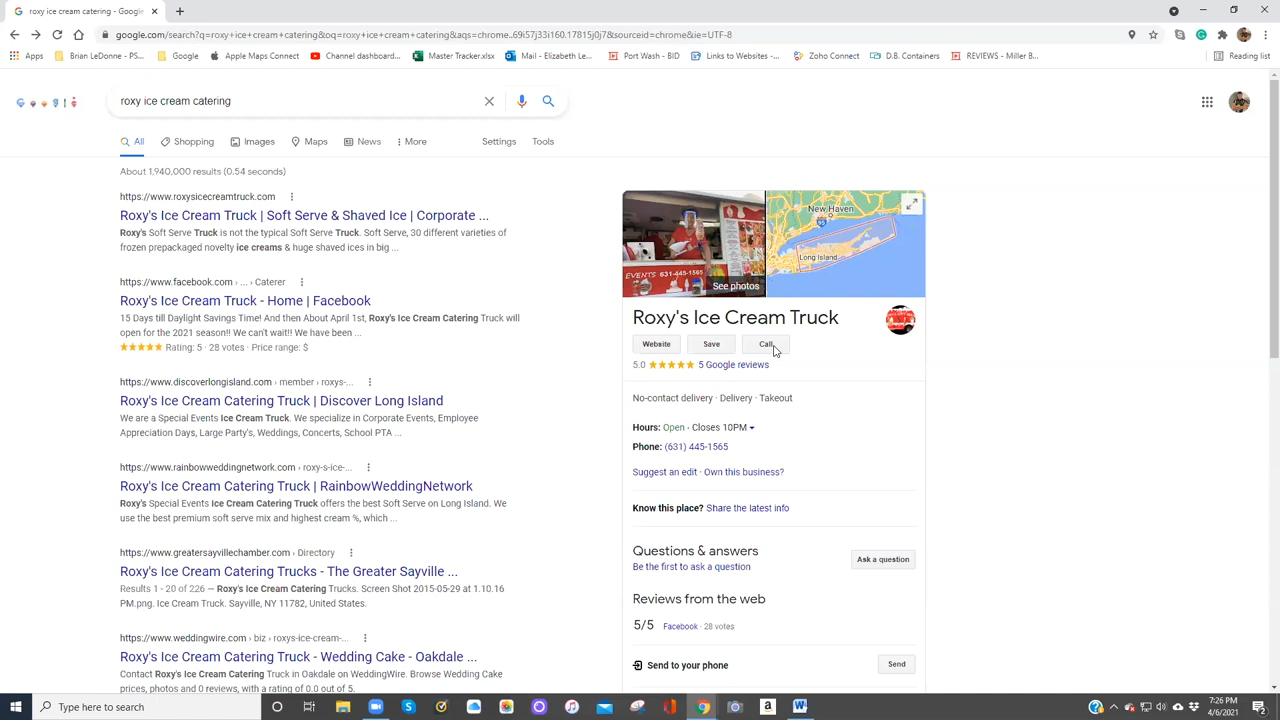 roxy ice cream catering - Google
google.com/search?q=roxy+ice+cream+catering&oq=roxy+ice+cream+catering&aqs=chrome..69i57j33i160.17815j0j7&sourceid=chrome&ie=UTF-8
Apps Brian LeDonne - PS... Google Apple Maps Connect Channel dashboard... Master Tracker.xlsx Mail - Elizabeth Le... Port Wash - BID Links to Websites -... Zoho Connect D.B. Containers REVIEWS - Miller B... Reading list
roxy ice cream catering
All Shopping Images Maps News More Settings Tools
About 1,940,000 results (0.54 seconds)
https://www.roxysicecreamtruck.com
Roxy's Ice Cream Truck | Soft Serve & Shaved Ice | Corporate ...
Roxy's Soft Serve Truck is not the typical Soft Serve Truck. Soft Serve, 30 different varieties of
frozen prepackaged novelty ice creams & huge shaved ices in big ...
https://www.facebook.com › ... › Caterer
Roxy's Ice Cream Truck - Home | Facebook
15 Days till Daylight Savings Time! And then About April 1st, Roxy's Ice Cream Catering Truck will
open for the 2021 season!! We can't wait!! We have been ...
Rating: 5 · 28 votes · Price range: $
https://www.discoverlongisland.com › member › roxys-...
Roxy's Ice Cream Catering Truck | Discover Long Island
We are a Special Events Ice Cream Truck. We specialize in Corporate Events, Employee
Appreciation Days, Large Party's, Weddings, Concerts, School PTA ...
https://www.rainbowweddingnetwork.com › roxy-s-ice-...
Roxy's Ice Cream Catering Truck | RainbowWeddingNetwork
Roxy's Special Events Ice Cream Catering Truck offers the best Soft Serve on Long Island. We
use the best premium soft serve mix and highest cream %, which ...
https://www.greatersayvillechamber.com › Directory
Roxy's Ice Cream Catering Trucks - The Greater Sayville ...
Results 1 - 20 of 226 — Roxy's Ice Cream Catering Trucks. Screen Shot 2015-05-29 at 1.10.16
PM.png. Ice Cream Truck. Sayville, NY 11782, United States.
https://www.weddingwire.com › biz › roxys-ice-cream-...
Roxy's Ice Cream Catering Truck - Wedding Cake - Oakdale ...
Contact Roxy's Ice Cream Catering Truck in Oakdale on WeddingWire. Browse Wedding Cake
prices, photos and 0 reviews, with a rating of 0.0 out of 5.
EVENTS 631-445-1565
See photos
New Haven
Long Island
Roxy's Ice Cream Truck
Website Save Call
5.0 5 Google reviews
No-contact delivery · Delivery · Takeout
Hours: Open · Closes 10PM
Phone: (631) 445-1565
Suggest an edit · Own this business?
Know this place? Share the latest info
Questions & answers
Be the first to ask a question
Ask a question
Reviews from the web
5/5 Facebook · 28 votes
Send to your phone
Send
Type here to search
7:26 PM
4/6/2021